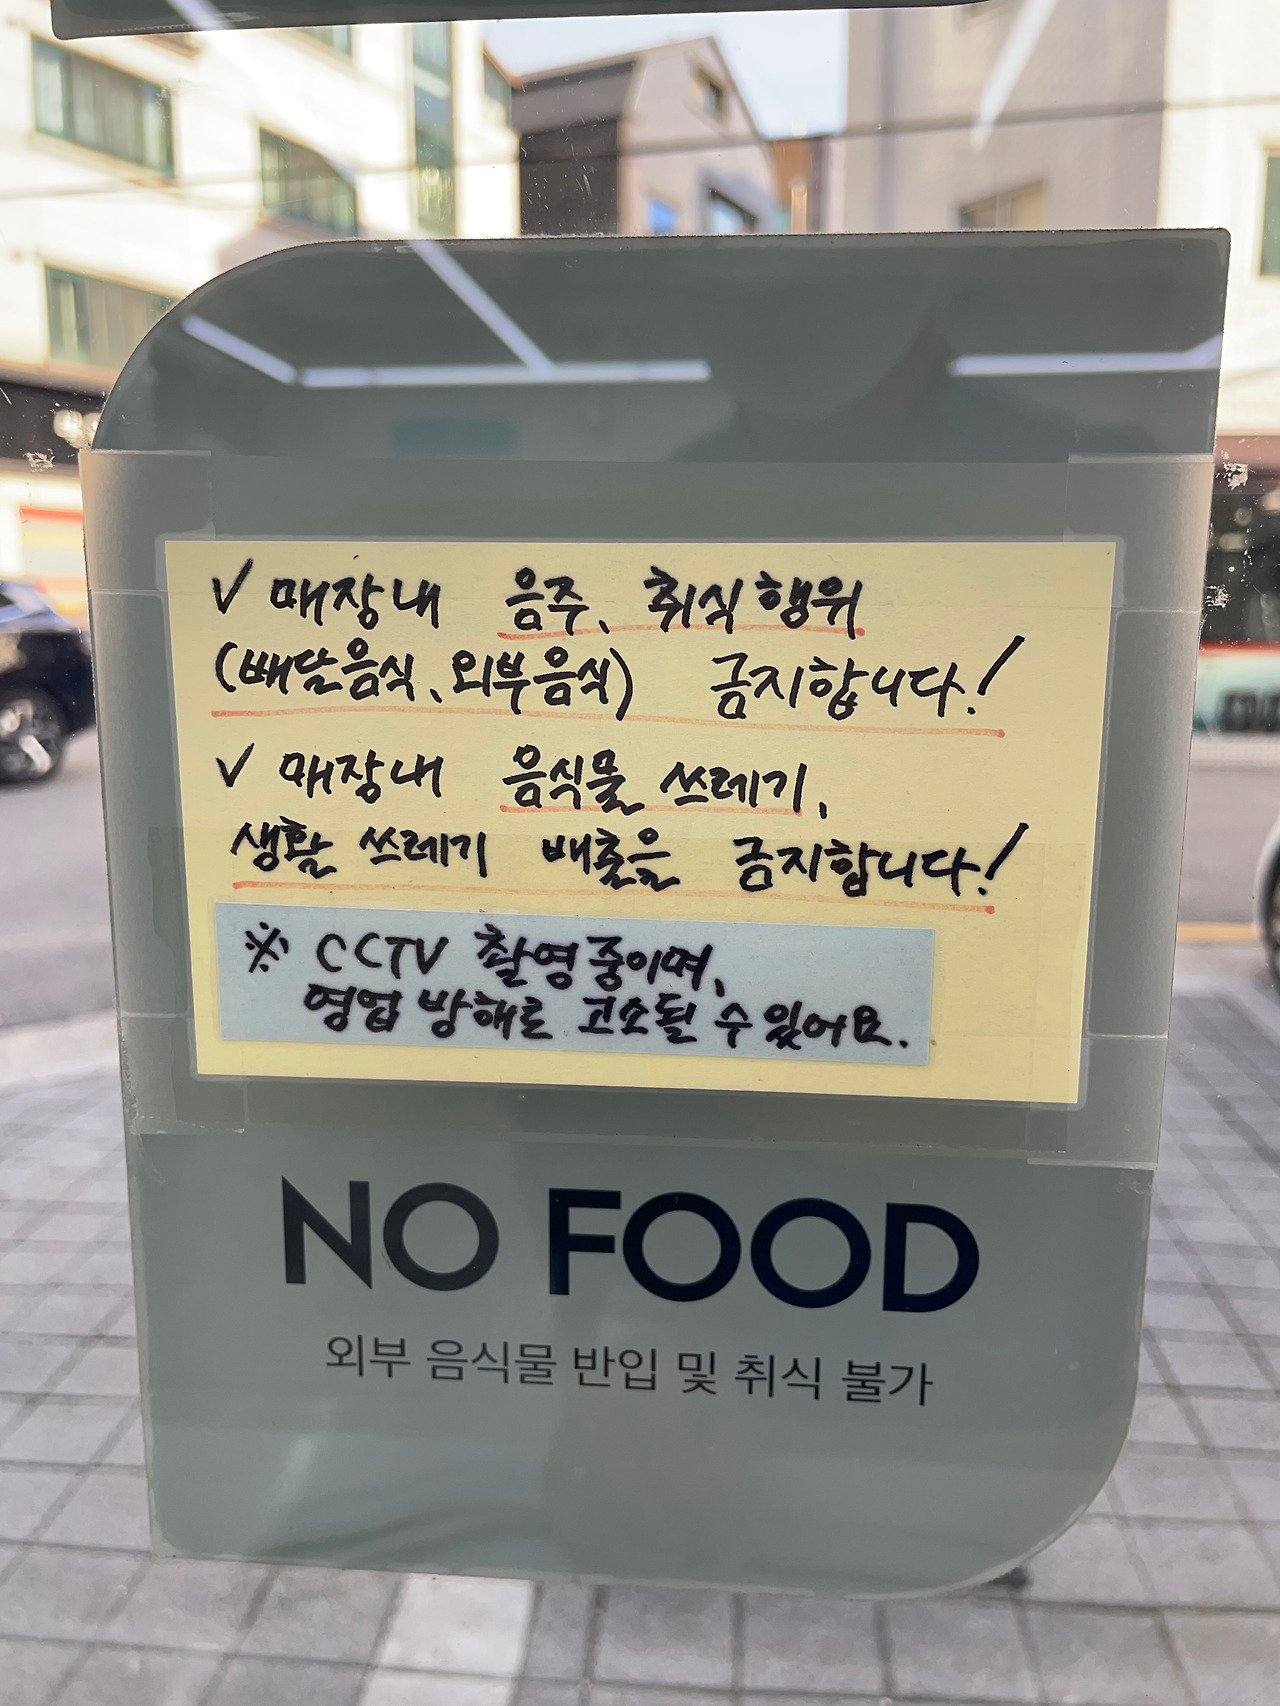 ✓ 매장내 음주, 취식행위
(배달음식, 외부음식) 금지합니다!
✓ 매장내 음식물 쓰레기,
생활 쓰레기 배출을 금지합니다!
※ CCTV 촬영중이며,
영업 방해로 고소될 수 있어요.
NO FOOD
외부 음식물 반입 및 취식 불가